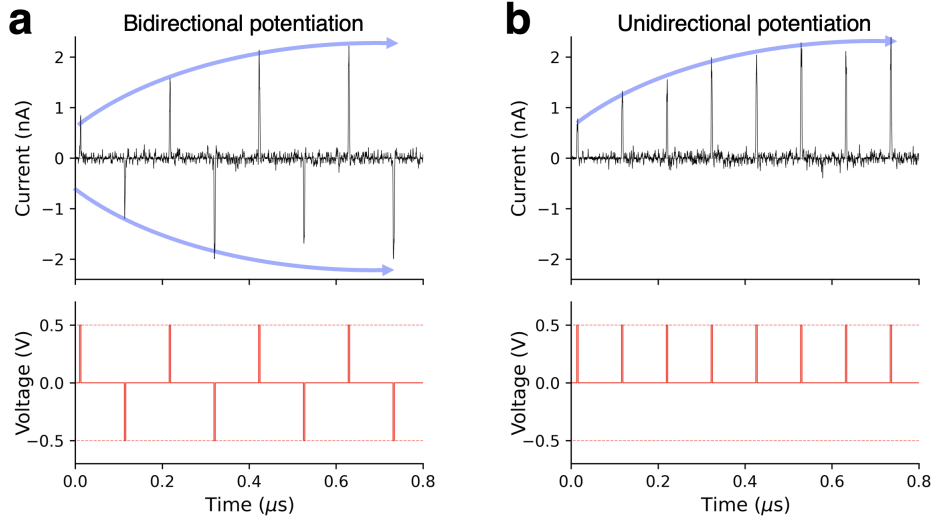 a
Bidirectional potentiation
2
1
0
−1
−2
Current (nA)
0.5
0.0
−0.5
Voltage (V)
0.0 0.2 0.4 0.6 0.8
Time (μs)
b
Unidirectional potentiation
2
1
0
−1
−2
Current (nA)
0.5
0.0
−0.5
Voltage (V)
0.0 0.2 0.4 0.6 0.8
Time (μs)